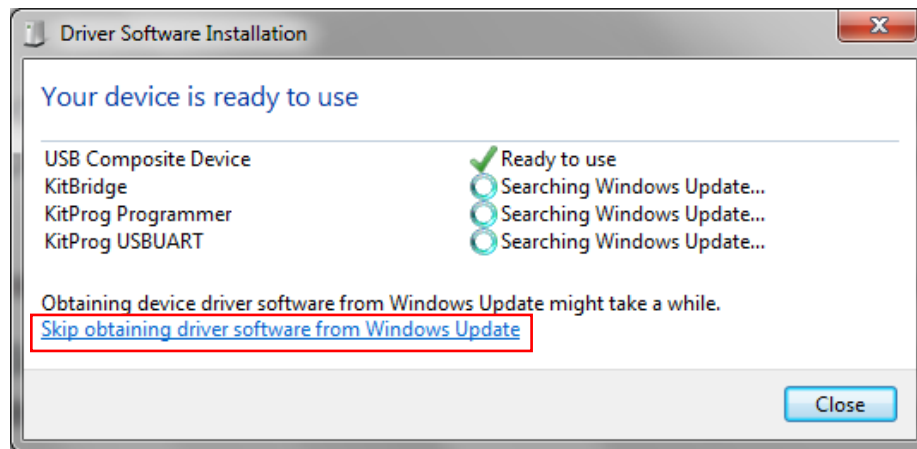 Driver Software Installation
Your device is ready to use
USB Composite Device Ready to use
KitBridge Searching Windows Update...
KitProg Programmer Searching Windows Update...
KitProg USBUART Searching Windows Update...
Obtaining device driver software from Windows Update might take a while.
Skip obtaining driver software from Windows Update
Close